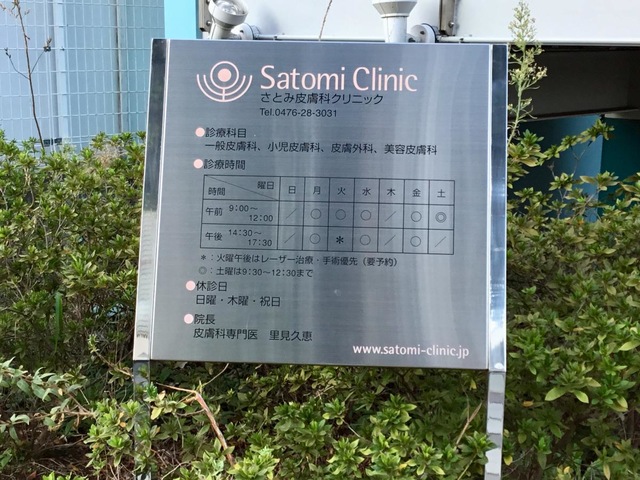 Satomi Clinic
さとみ皮膚科クリニック
Tel.0476-28-3031
●診療科目
一般皮膚科、小児皮膚科、皮膚外科、美容皮膚科
●診療時間
時間 曜日 日 月 火 水 木 金 土
午前 9:00〜12:00 ／ ○ ○ ○ ／ ○ ◎
午後 14:30〜17:30 ／ ○ * ○ ／ ○ ／
*：火曜午後はレーザー治療・手術優先（要予約）
◎：土曜は9:30〜12:30まで
●休診日
日曜・木曜・祝日
●院長
皮膚科専門医 里見久恵
www.satomi-clinic.jp